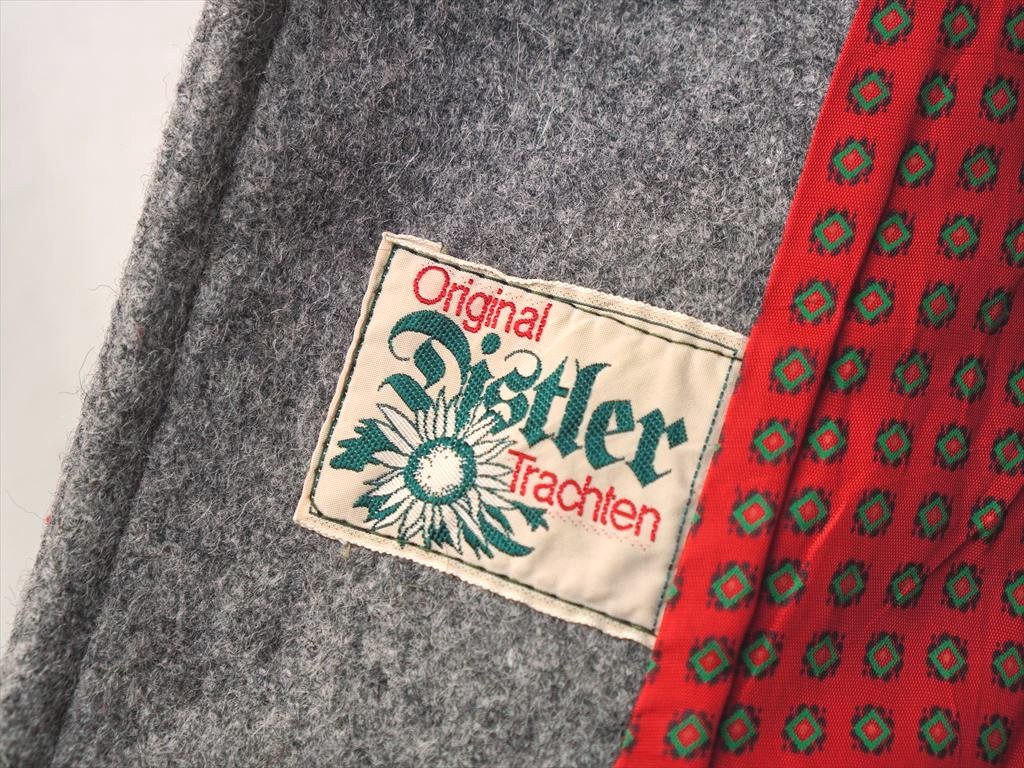 Original
Distler
Trachten